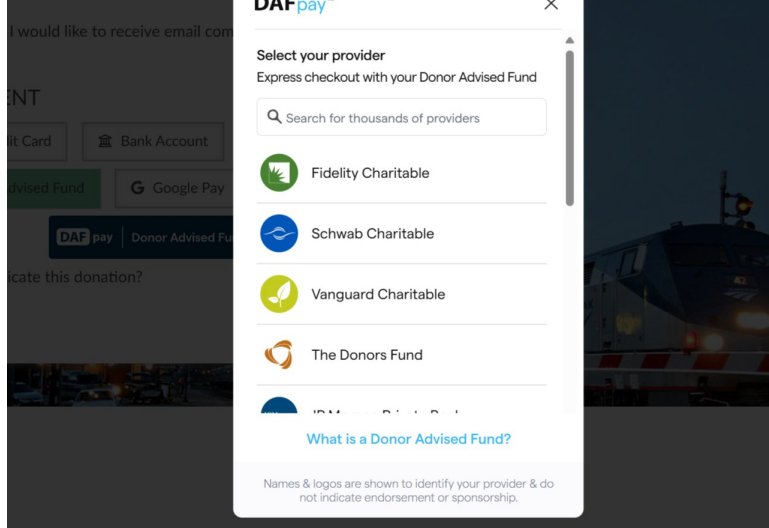 DAFpay
I would like to receive email com
Select your provider
Express checkout with your Donor Advised Fund
ENT
Search for thousands of providers
dit Card
Bank Account
Fidelity Charitable
dvised Fund
G Google Pay
Schwab Charitable
DAF pay | Donor Advised Fu
icate this donation?
Vanguard Charitable
42
The Donors Fund
What is a Donor Advised Fund?
Names & logos are shown to identify your provider & do
not indicate endorsement or sponsorship.